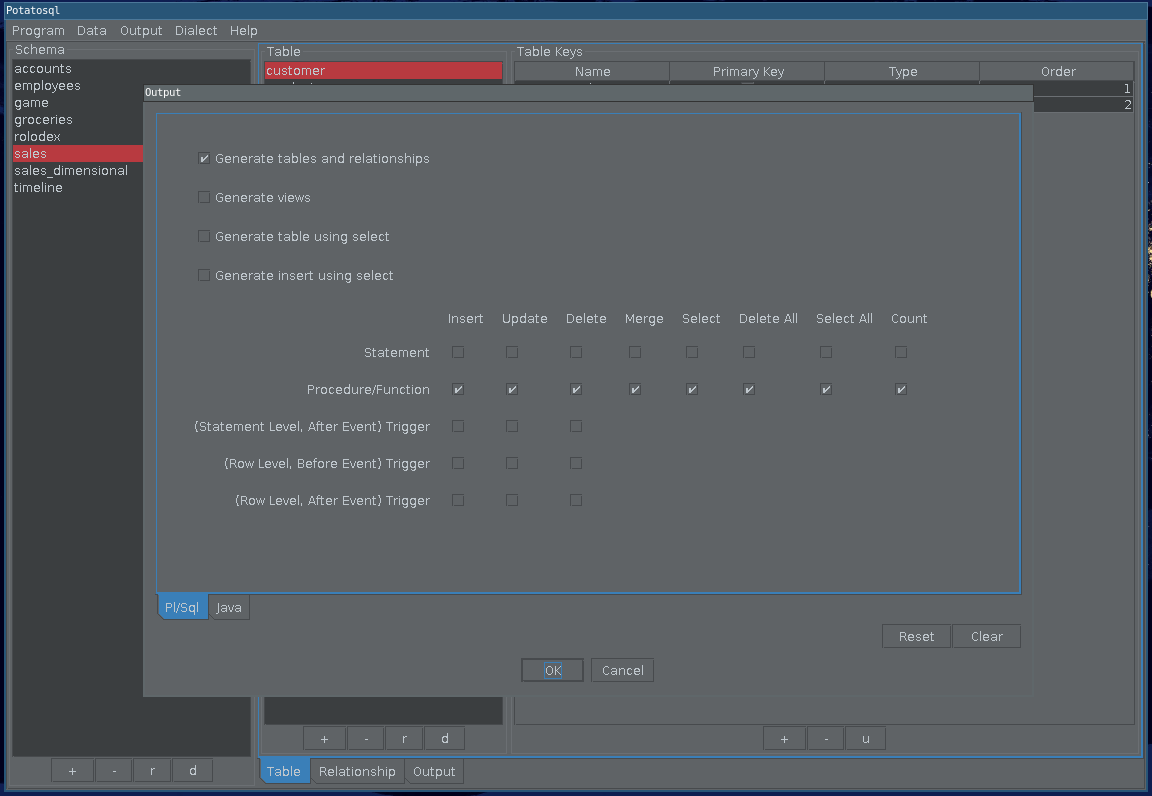 Potatosql
Program Data Output Dialect Help
Schema
accounts
employees
game
groceries
rolodex
sales
sales_dimensional
timeline
+ - r d
Table
customer
+ - r d
Table Keys
Name Primary Key Type Order
1
2
+ - u
Table Relationship Output
Output
Generate tables and relationships
Generate views
Generate table using select
Generate insert using select
Insert Update Delete Merge Select Delete All Select All Count
Statement
Procedure/Function
(Statement Level, After Event) Trigger
(Row Level, Before Event) Trigger
(Row Level, After Event) Trigger
Pl/Sql Java
Reset Clear
OK Cancel